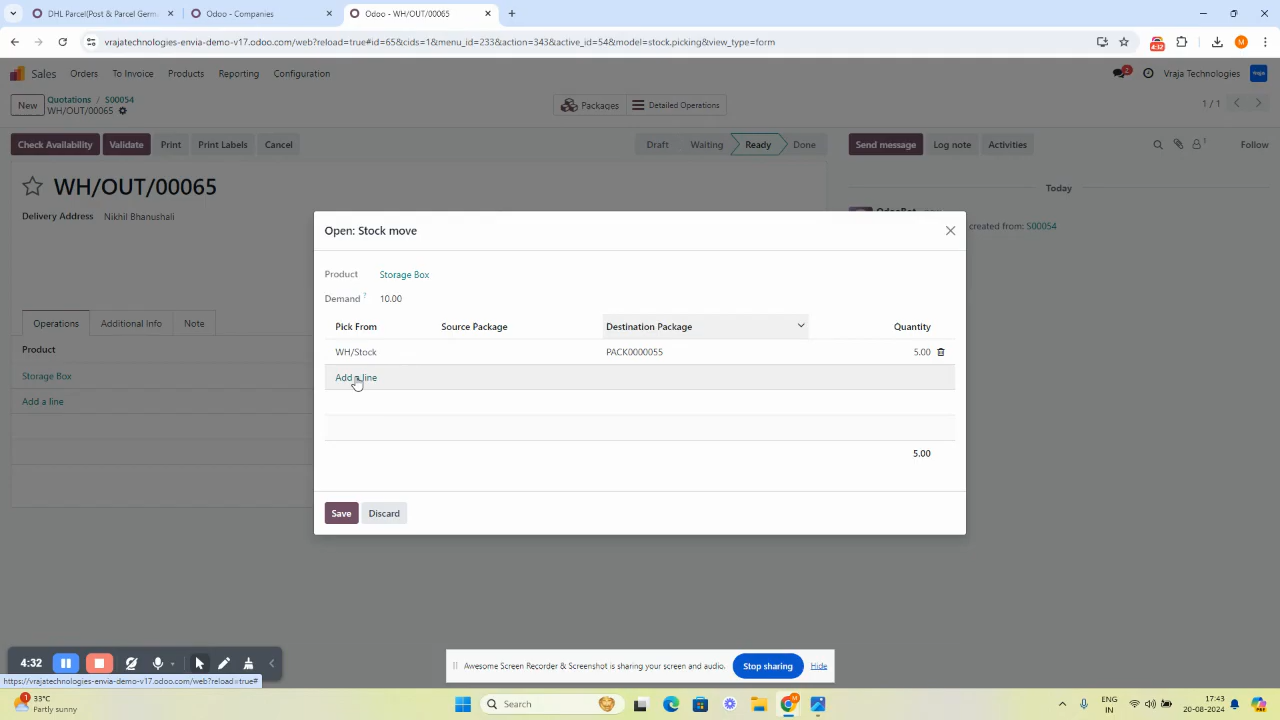 DHL Parcel(Post & Parcel Germ
Odoo - Companies
Odoo - WH/OUT/00065
vrajatechnologies-envia-demo-v17.odoo.com/web?reload=true#id=65&cids=1&menu_id=233&action=343&active_id=54&model=stock.picking&view_type=form
4:32
M
Sales
Orders
To Invoice
Products
Reporting
Configuration
2
Vraja Technologies
New
Quotations / S00054
WH/OUT/00065
Packages
Detailed Operations
1 / 1
Check Availability
Validate
Print
Print Labels
Cancel
Draft
Waiting
Ready
Done
Send message
Log note
Activities
1
Follow
WH/OUT/00065
Delivery Address
Nikhil Bhanushali
Today
created from: S00054
Operations
Additional Info
Note
Product
Storage Box
Add a line
Open: Stock move
Product
Storage Box
Demand ?
10.00
Pick From
Source Package
Destination Package
Quantity
WH/Stock
PACK0000055
5.00
Add a line
5.00
Save
Discard
4:32
Awesome Screen Recorder & Screenshot is sharing your screen and audio.
Stop sharing
Hide
https://vrajatechnologies-envia-demo-v17.odoo.com/web?reload=true#
1
33°C
Partly sunny
Search
ENG
IN
17:43
20-08-2024